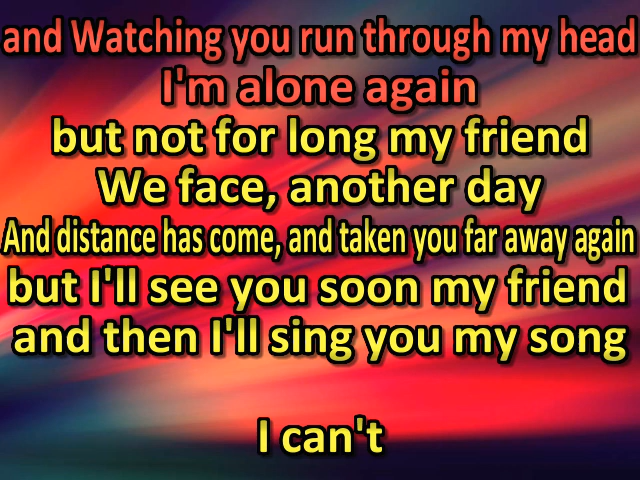 and Watching you run through my head
I'm alone again
but not for long my friend
We face, another day
And distance has come, and taken you far away again
but I'll see you soon my friend
and then I'll sing you my song
I can't